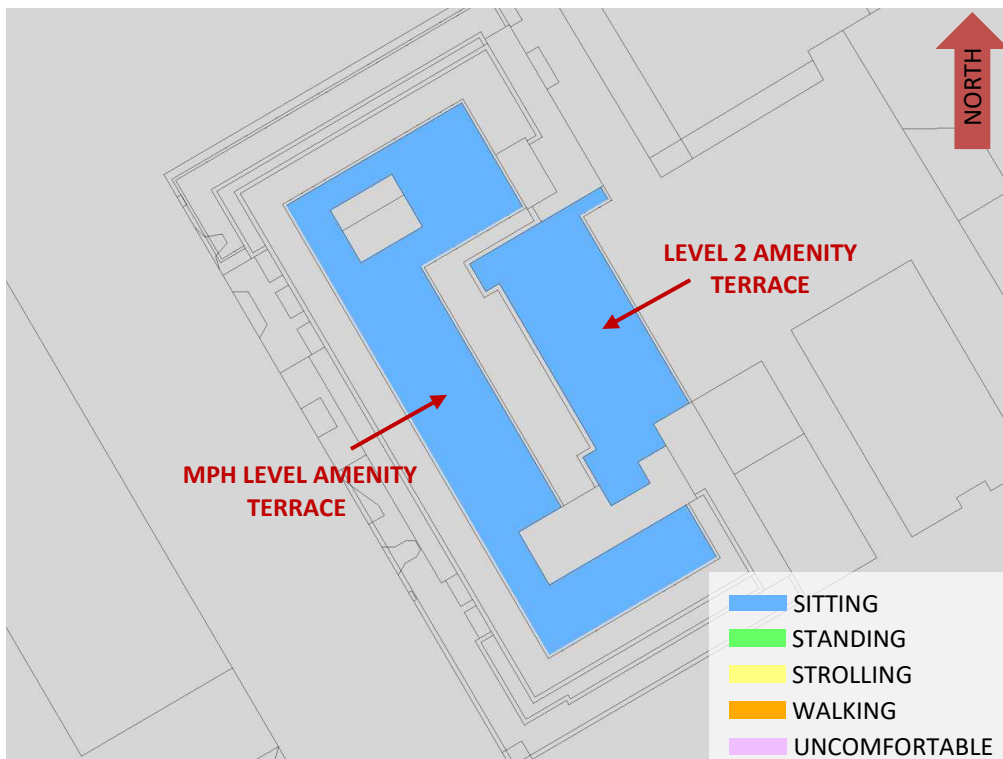 NORTH
LEVEL 2 AMENITY
TERRACE
MPH LEVEL AMENITY
TERRACE
SITTING
STANDING
STROLLING
WALKING
UNCOMFORTABLE